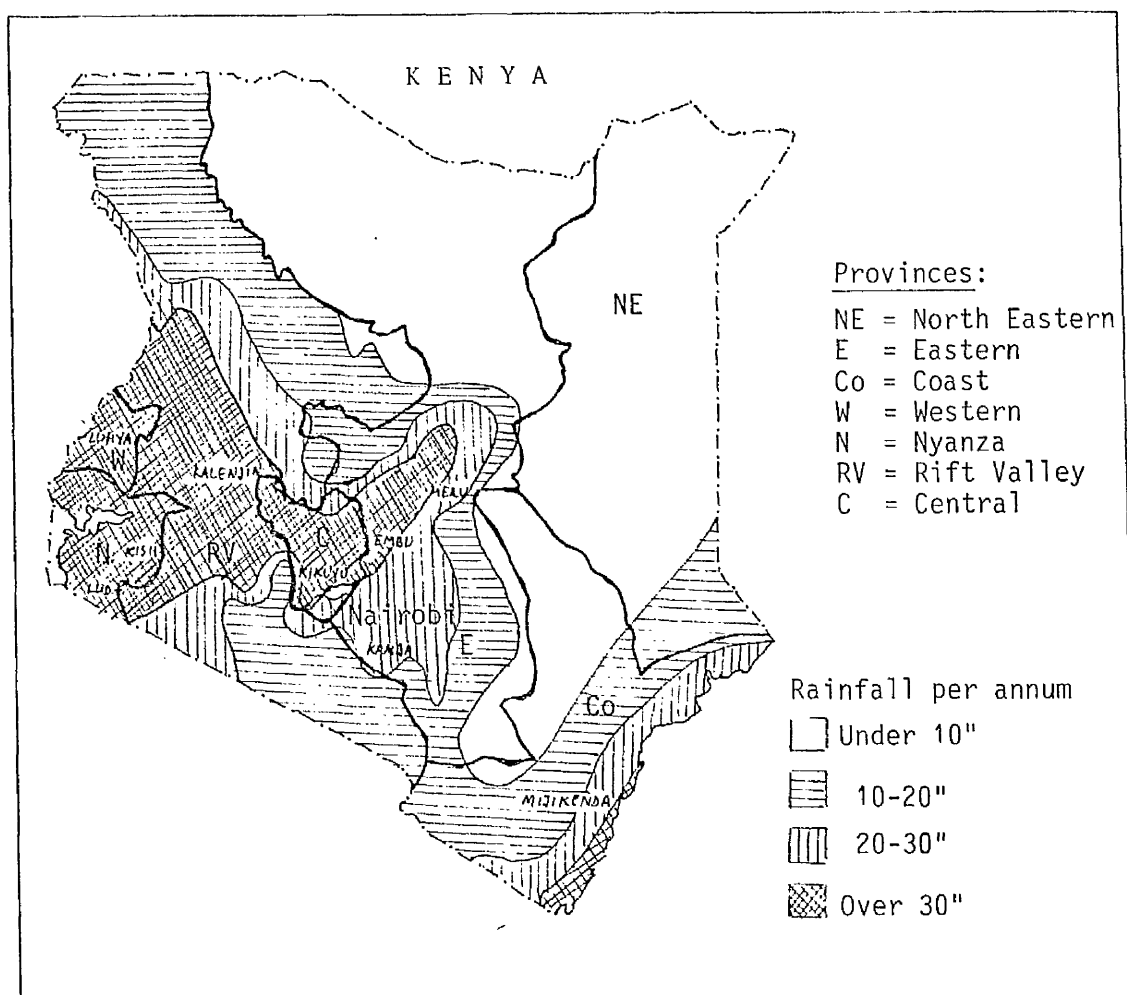 K E N Y A
NE
Provinces:
NE = North Eastern
E = Eastern
Co = Coast
W = Western
N = Nyanza
RV = Rift Valley
C = Central
LUHYA
W
KALENJIN
MERU
N
KISII
RV
C
EMBU
LUO
KIKUYU
Nairobi
KAMBA
E
Co
MIJIKENDA
Rainfall per annum
Under 10"
10-20"
20-30"
Over 30"